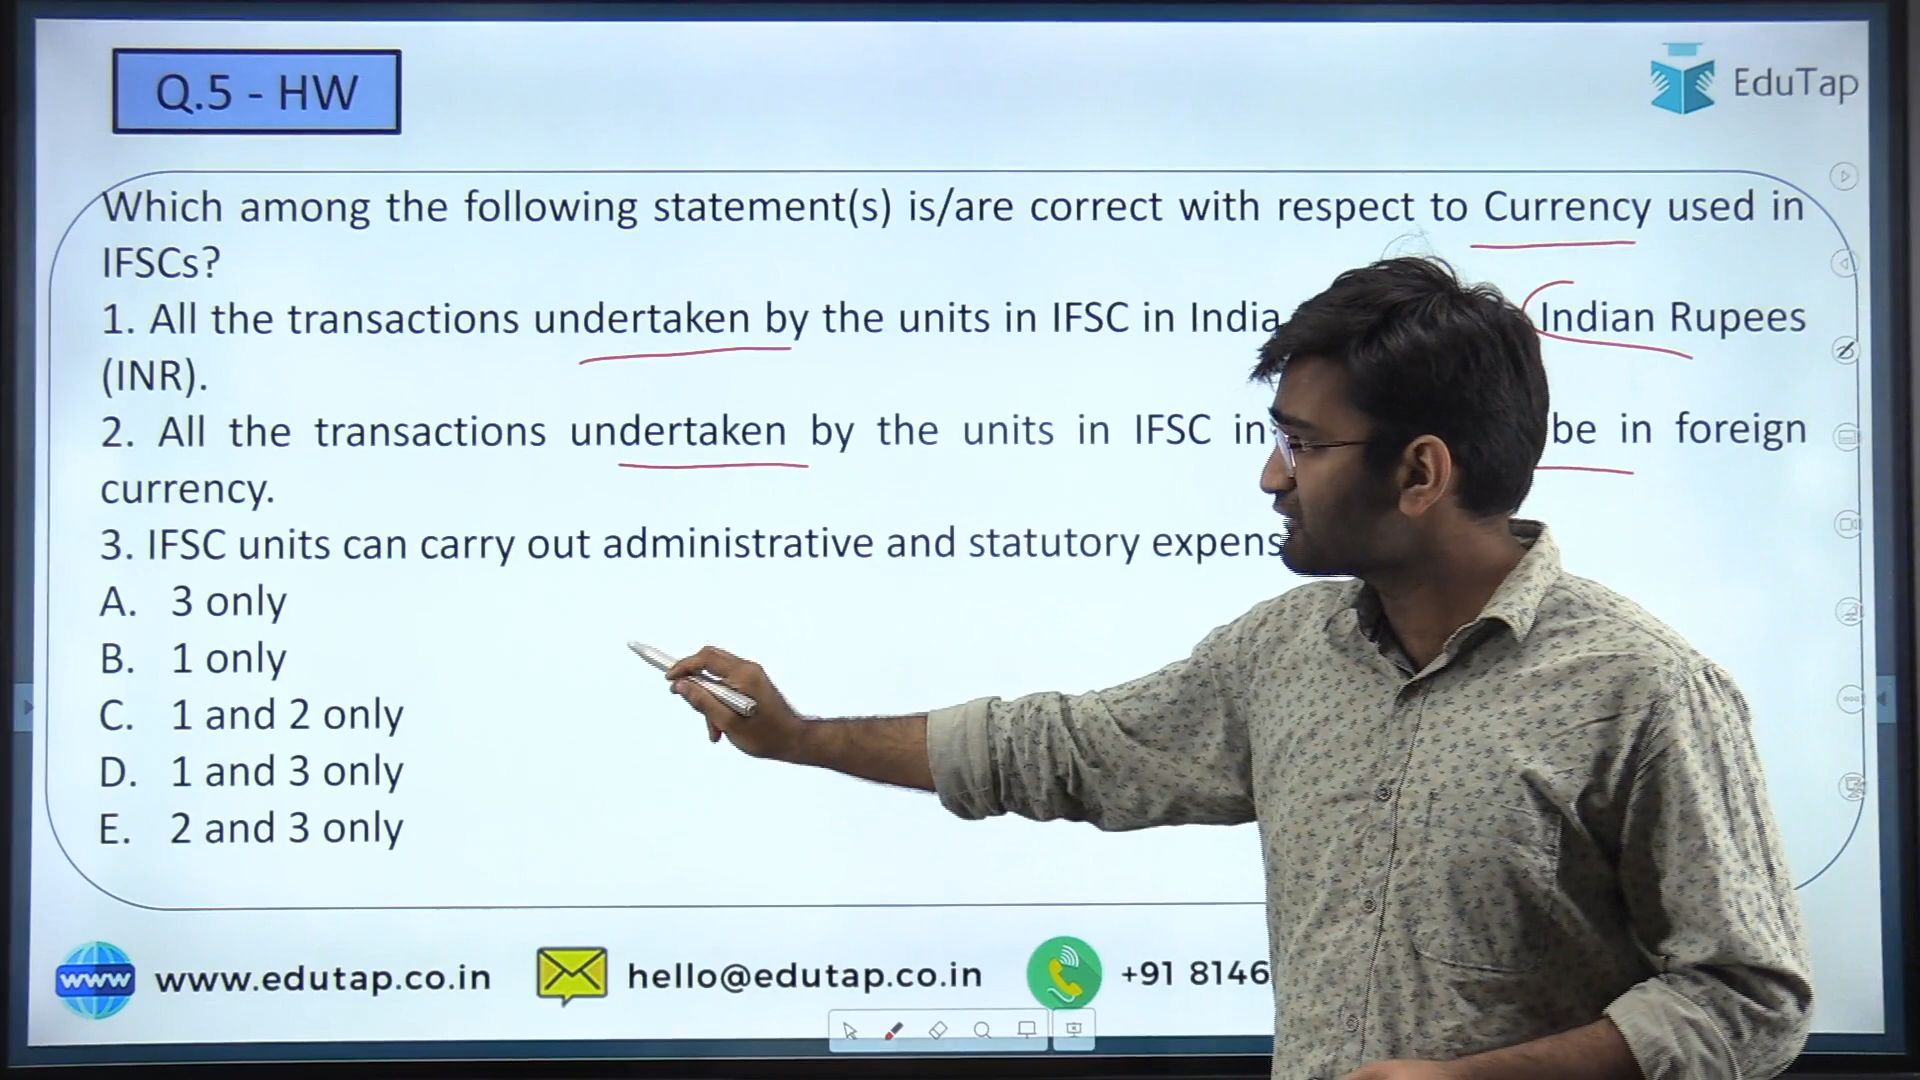 Q.5 - HW
EduTap
Which among the following statement(s) is/are correct with respect to Currency used in
IFSCs?
1. All the transactions undertaken by the units in IFSC in India Indian Rupees
(INR).
2. All the transactions undertaken by the units in IFSC in be in foreign
currency.
3. IFSC units can carry out administrative and statutory
A. 3 only
B. 1 only
C. 1 and 2 only
D. 1 and 3 only
E. 2 and 3 only
www www.edutap.co.in hello@edutap.co.in +91 8146